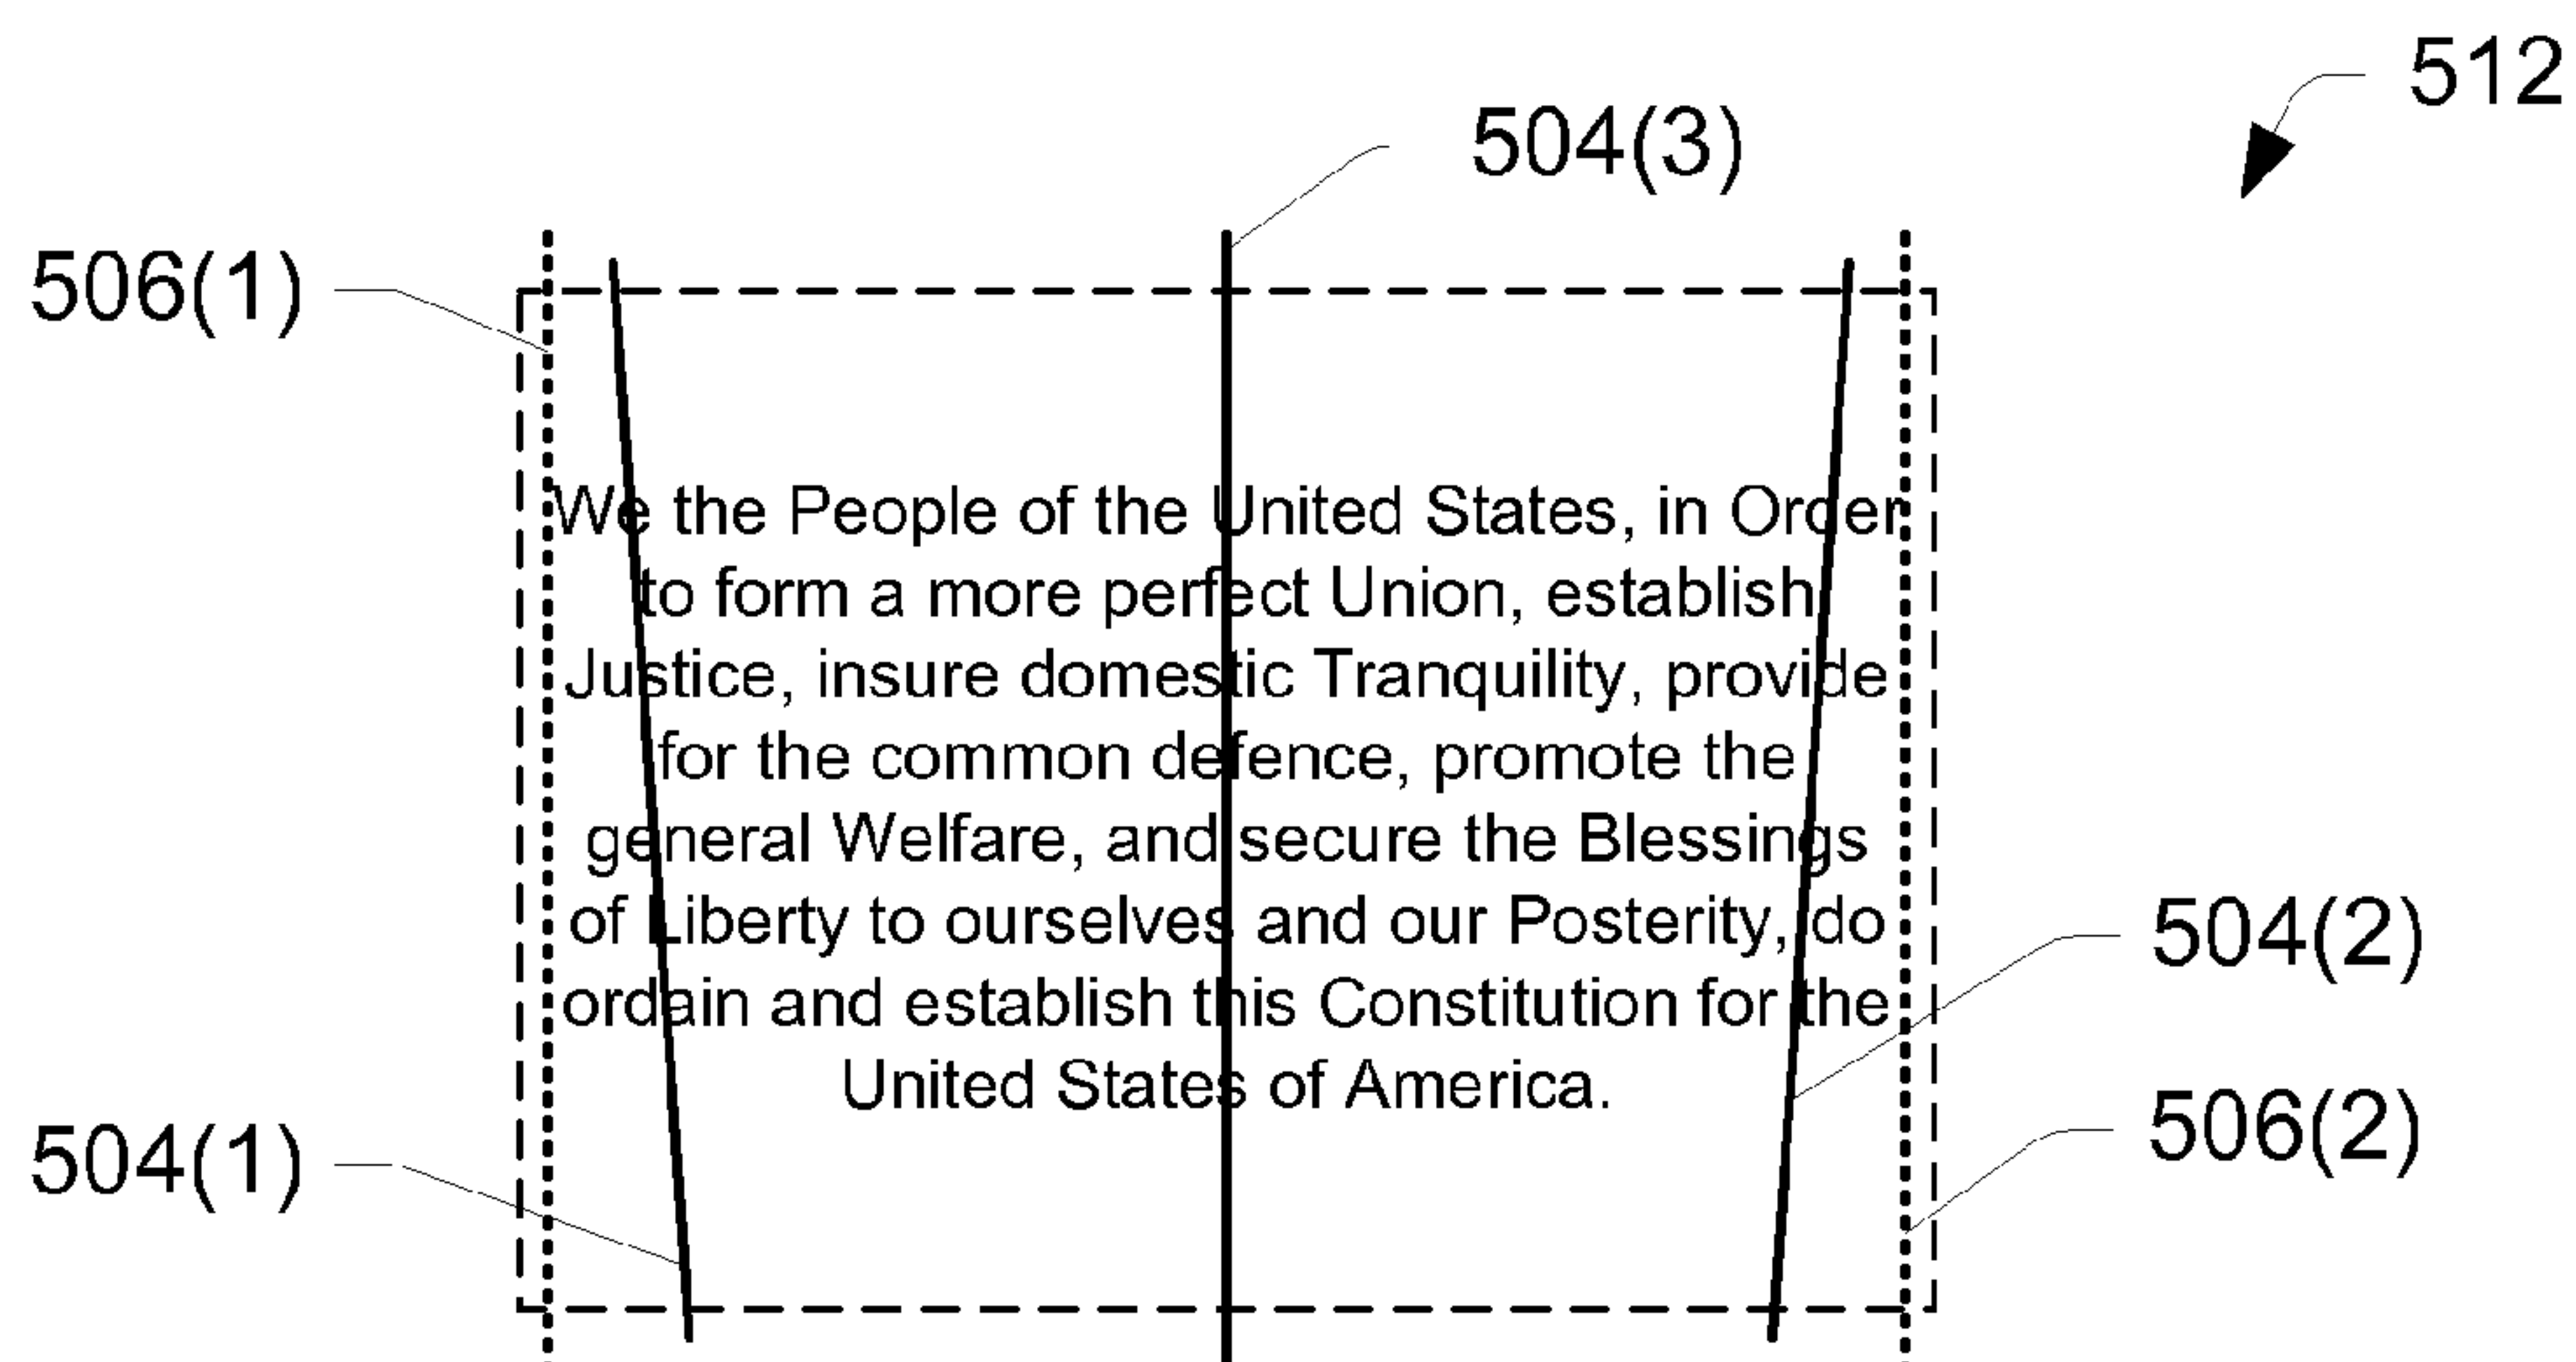 512
504(3)
506(1)
We the People of the United States, in Order
to form a more perfect Union, establish
Justice, insure domestic Tranquility, provide
for the common defence, promote the
general Welfare, and secure the Blessings
of Liberty to ourselves and our Posterity, do
ordain and establish this Constitution for the
United States of America.
504(2)
506(2)
504(1)